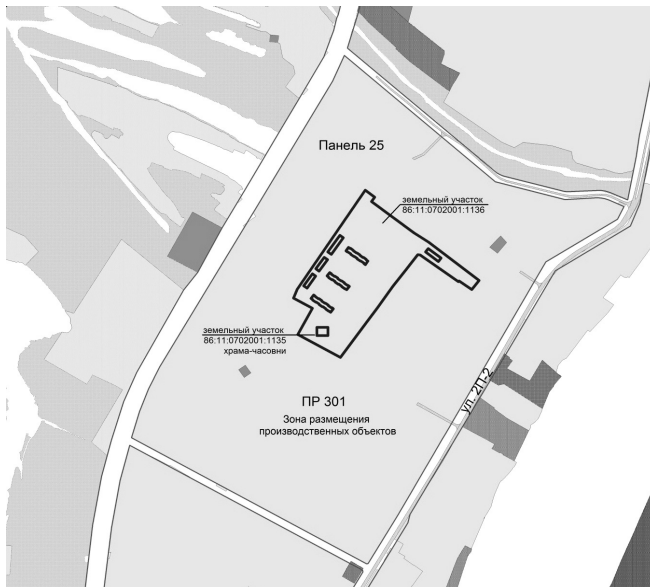 Панель 25
земельный участок
86:11:0702001:1136
земельный участок
86:11:0702001:1135
храма-часовни
ул. 2П-2
ПР 301
Зона размещения
производственных объектов